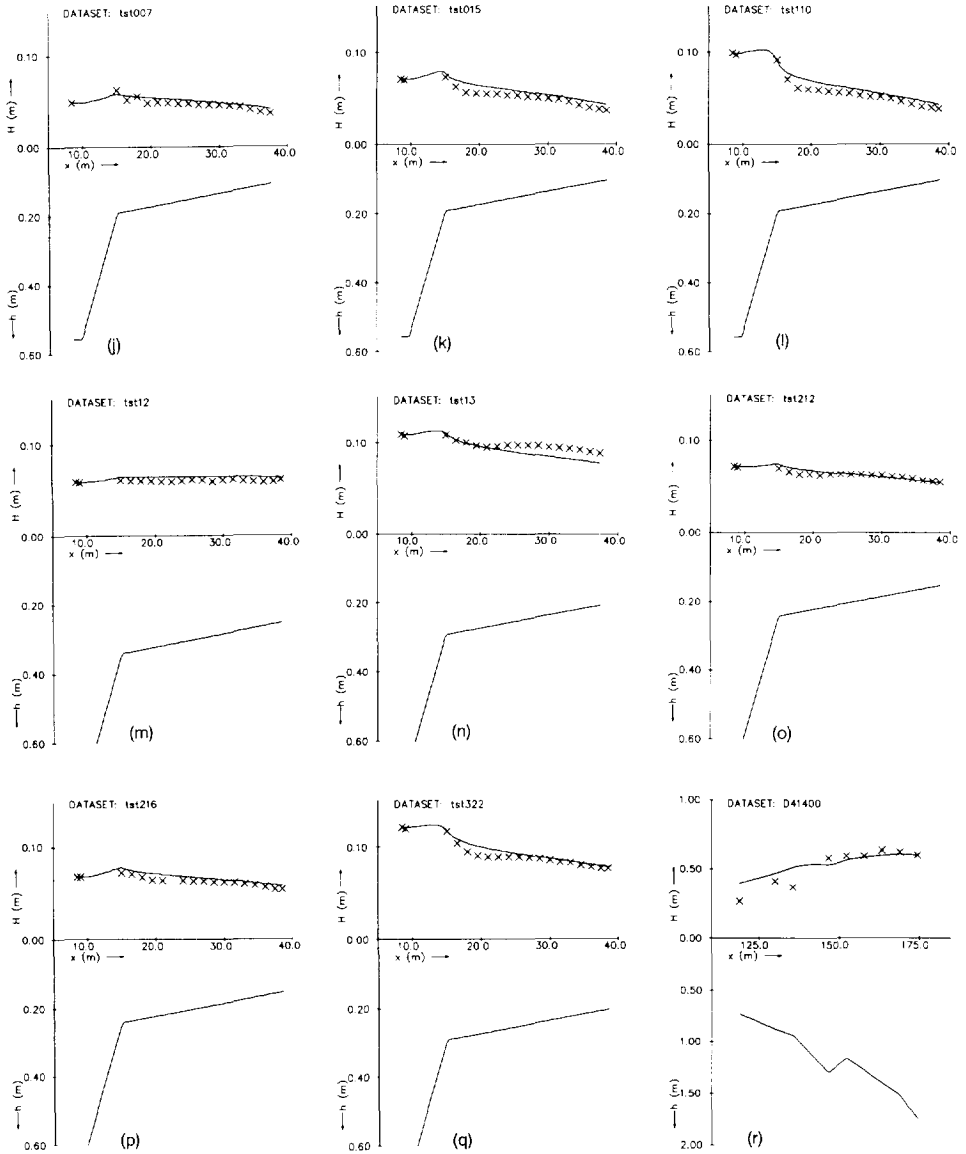 DATASET: tst007
0.10
H (m)
0.00
10.0 20.0 30.0 40.0
x (m)
0.20
0.40
h (m)
0.60
(j)
DATASET: tst015
0.10
H (m)
0.00
10.0 20.0 30.0 40.0
x (m)
0.20
0.40
h (m)
0.60
(k)
DATASET: tst110
0.10
H (m)
0.00
10.0 20.0 30.0 40.0
x (m)
0.20
0.40
h (m)
0.60
(l)
DATASET: tst12
0.10
H (m)
0.00
10.0 20.0 30.0 40.0
x (m)
0.20
0.40
h (m)
0.60
(m)
DATASET: tst13
0.10
H (m)
0.00
10.0 20.0 30.0 40.0
x (m)
0.20
0.40
h (m)
0.60
(n)
DATASET: tst212
0.10
H (m)
0.00
10.0 20.0 30.0 40.0
x (m)
0.20
0.40
h (m)
0.60
(o)
DATASET: tst216
0.10
H (m)
0.00
10.0 20.0 30.0 40.0
x (m)
0.20
0.40
h (m)
0.60
(p)
DATASET: tst322
0.10
H (m)
0.00
10.0 20.0 30.0 40.0
x (m)
0.20
0.40
h (m)
0.60
(q)
1.00
DATASET: D41400
0.50
H (m)
0.00
125.0 150.0 175.0
x (m)
0.50
1.00
1.50
h (m)
2.00
(r)